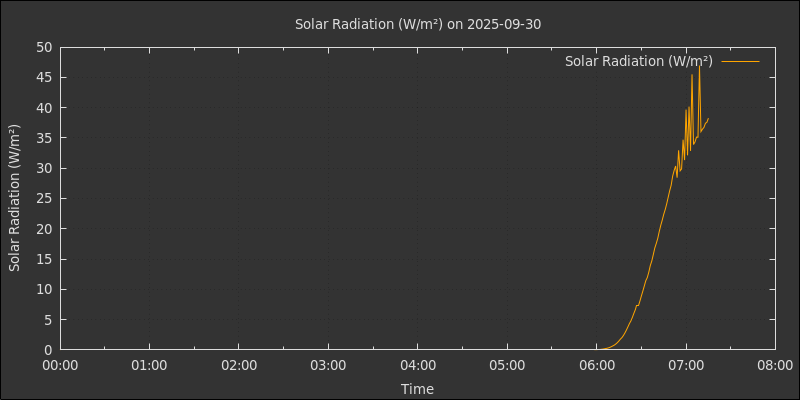 Solar Radiation (W/m²) on 2025-09-30
Solar Radiation (W/m²)
Solar Radiation (W/m²)
50
45
40
35
30
25
20
15
10
5
0
00:00 01:00 02:00 03:00 04:00 05:00 06:00 07:00 08:00
Time